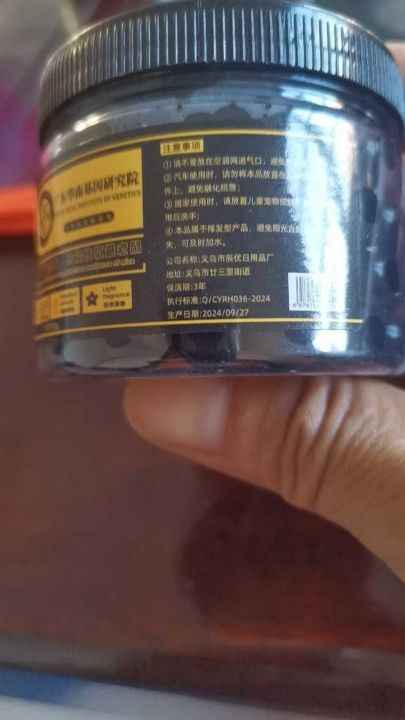 华南基因研究院
INSTITUTE OF GENETICS
Light
fragrance
注意事项
①请不要放在空调网进气口，避免
②汽车使用时，请勿将本品放置在
件上，避免融化脱落；
③居家使用时，请放置儿童宠物接触
用后洗手；
④本品属于挥发型产品，避免阳光直
失，可及时加水。
公司名称：义乌市辰优日用品厂
地址：义乌市廿三里街道
保质期：3年
执行标准：Q/CYRH036-2024
生产日期：2024/09/27